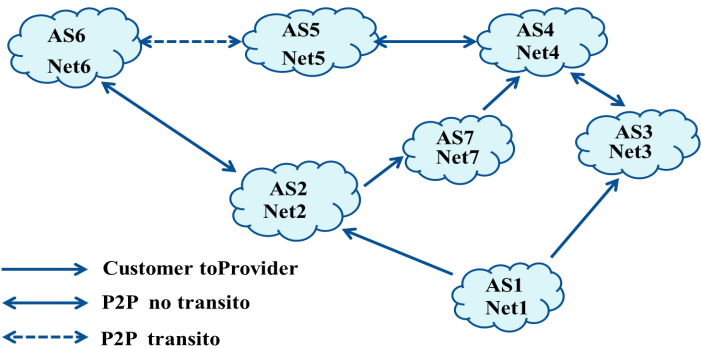 AS6
Net6
AS5
Net5
AS4
Net4
AS7
Net7
AS3
Net3
AS2
Net2
AS1
Net1
Customer toProvider
P2P no transito
P2P transito